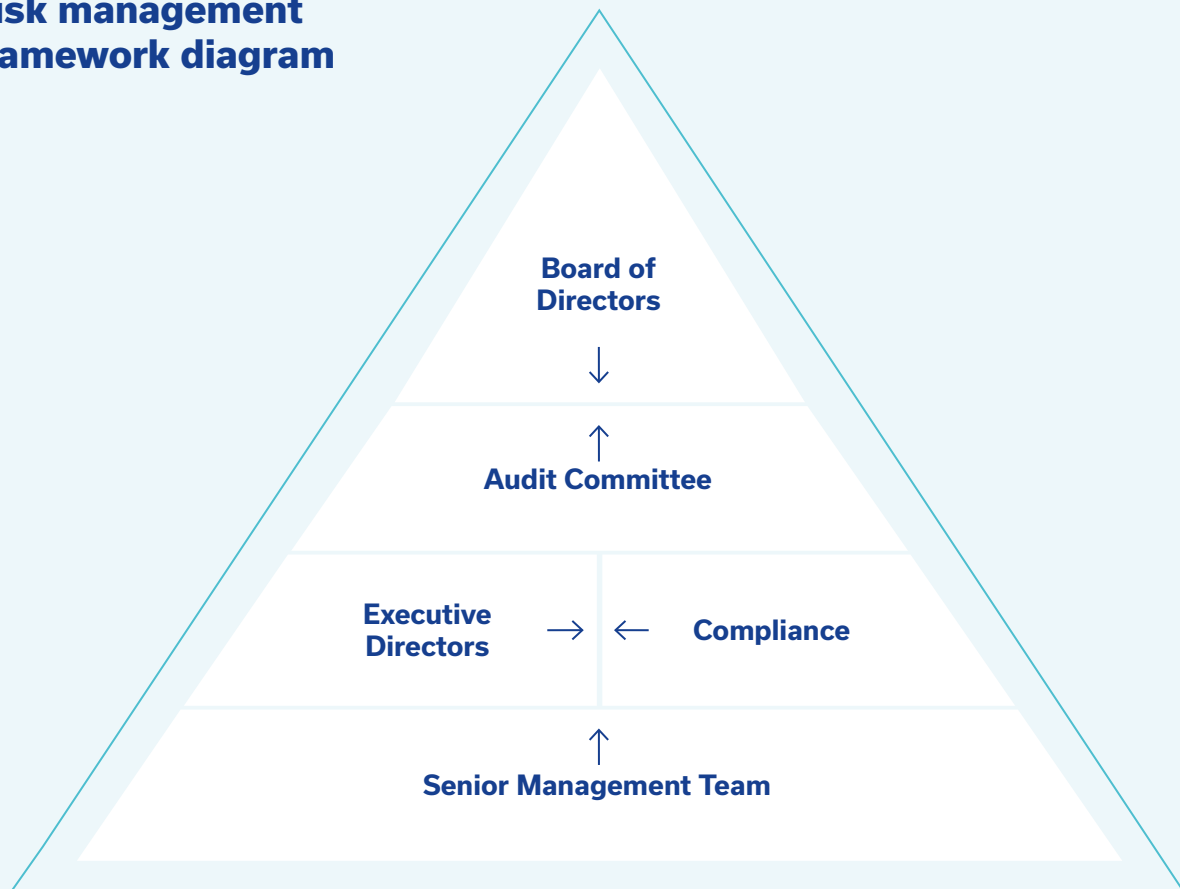 isk management
amework diagram
Board of
Directors
Audit Committee
Executive
Directors
Compliance
Senior Management Team